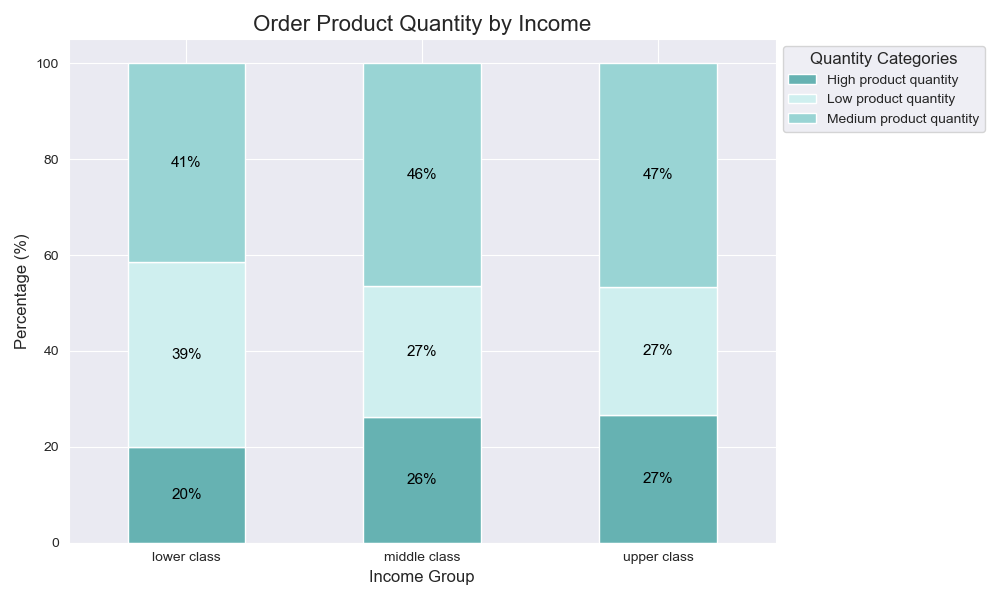 Order Product Quantity by Income
Quantity Categories
High product quantity
Low product quantity
Medium product quantity
Percentage (%)
100
80
60
40
20
0
41%
46%
47%
39%
27%
27%
20%
26%
27%
lower class
middle class
upper class
Income Group